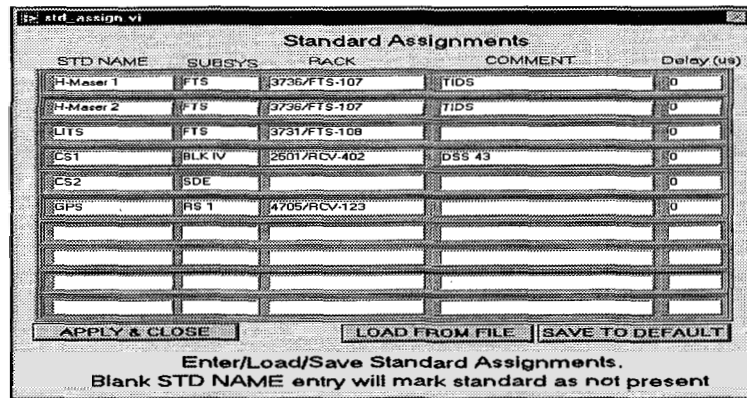 std_assign.vi
Standard Assignments
STD NAME SUBSYS RACK COMMENT Delay (us)
H-Maser 1 FTS 3736/FTS-107 TIDS 0
H-Maser 2 FTS 3736/FTS-107 TIDS 0
LITS FTS 3731/FTS-108 0
CS1 BLK IV 2601/RCV-402 DSS 43 0
CS2 SDE 0
GPS RS 1 4705/RCV-123 0
APPLY & CLOSE LOAD FROM FILE SAVE TO DEFAULT
Enter/Load/Save Standard Assignments.
Blank STD NAME entry will mark standard as not present